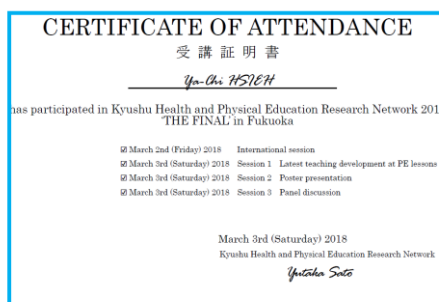 CERTIFICATE OF ATTENDANCE
受講証明書
Ya-Chi HSIEH
has participated in Kyushu Health and Physical Education Research Network 201
'THE FINAL' in Fukuoka
☑ March 2nd (Friday) 2018 International session
☑ March 3rd (Saturday) 2018 Session 1 Latest teaching development at PE lessons
☑ March 3rd (Saturday) 2018 Session 2 Poster presentation
☑ March 3rd (Saturday) 2018 Session 3 Panel discussion
March 3rd (Saturday) 2018
Kyushu Health and Physical Education Research Network
Yutaka Sato